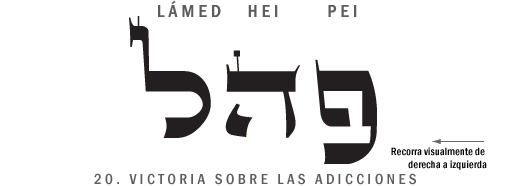 LÁMED HEI PEI
פהל
Recorra visualmente de
derecha a izquierda
20. VICTORIA SOBRE LAS ADICCIONES